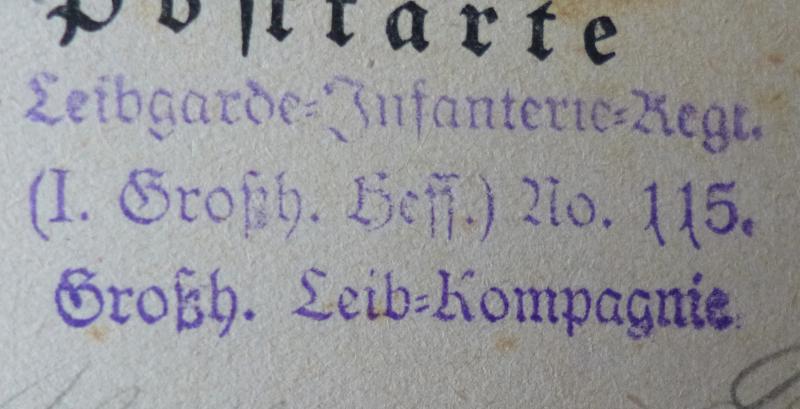 Postkarte
Leibgarde-Infanterie-Regt.
(I. Großh. Hess.) No. 115.
Großh. Leib-Kompagnie